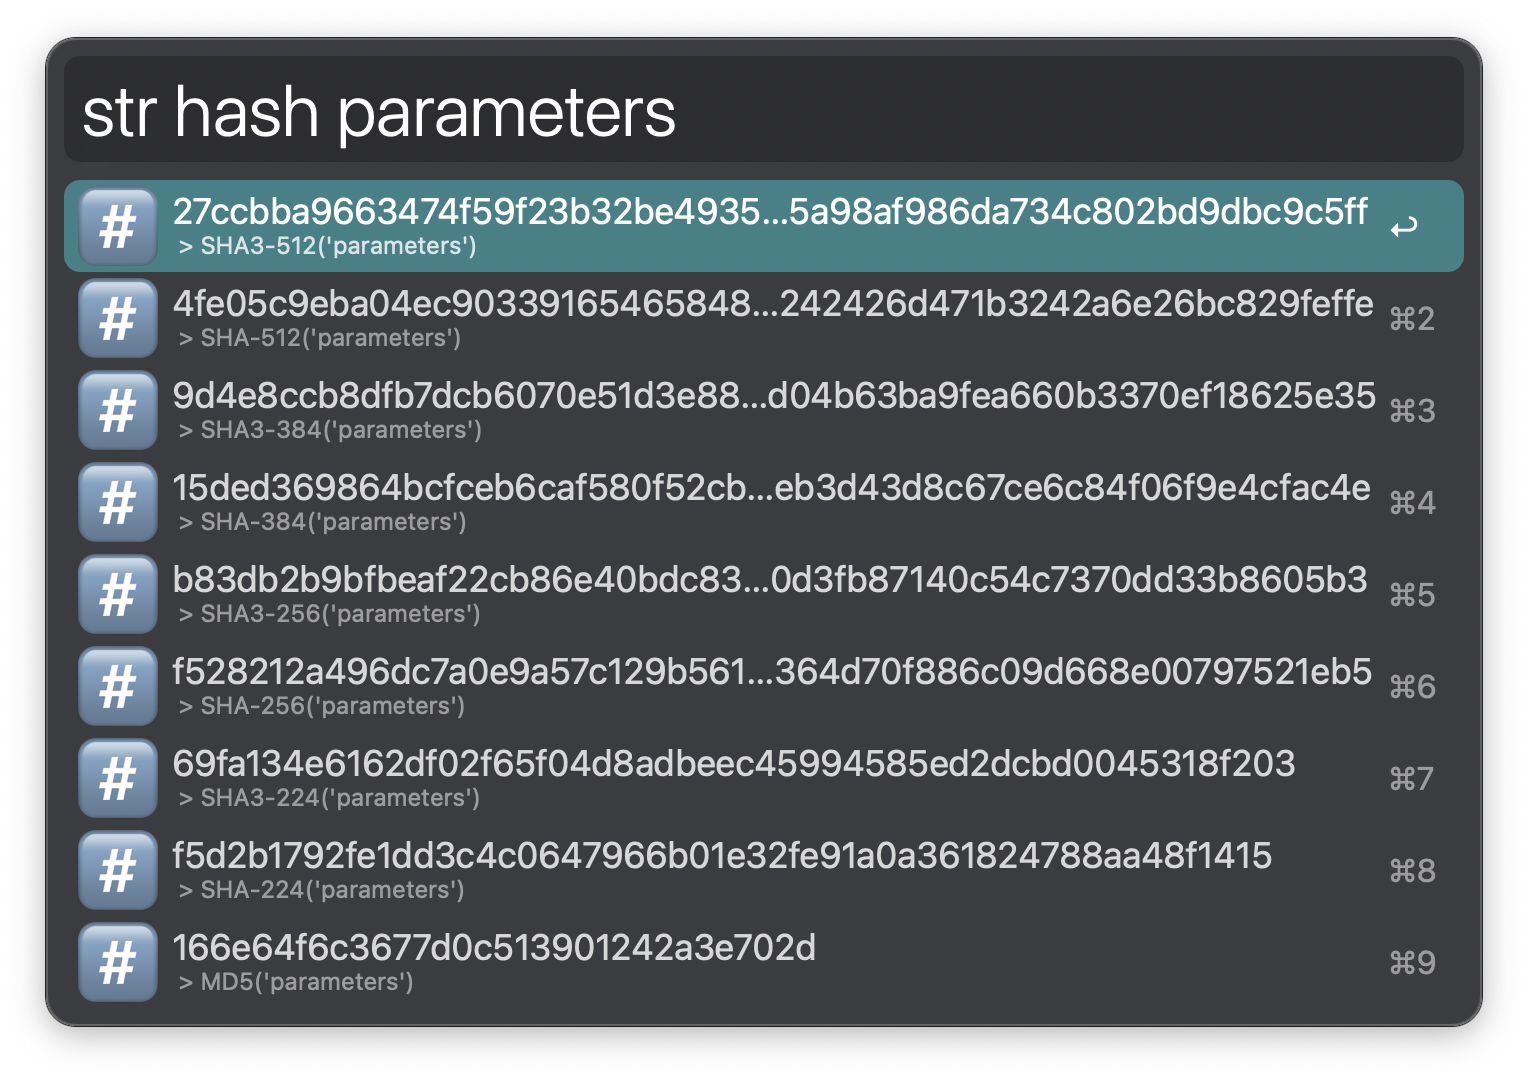 str hash parameters
# 27ccbba9663474f59f23b32be4935...5a98af986da734c802bd9dbc9c5ff ↩
> SHA3-512('parameters')
# 4fe05c9eba04ec90339165465848...242426d471b3242a6e26bc829feffe ⌘2
> SHA-512('parameters')
# 9d4e8ccb8dfb7dcb6070e51d3e88...d04b63ba9fea660b3370ef18625e35 ⌘3
> SHA3-384('parameters')
# 15ded369864bcfceb6caf580f52cb...eb3d43d8c67ce6c84f06f9e4cfac4e ⌘4
> SHA-384('parameters')
# b83db2b9bfbeaf22cb86e40bdc83...0d3fb87140c54c7370dd33b8605b3 ⌘5
> SHA3-256('parameters')
# f528212a496dc7a0e9a57c129b561...364d70f886c09d668e00797521eb5 ⌘6
> SHA-256('parameters')
# 69fa134e6162df02f65f04d8adbeec45994585ed2dcbd0045318f203 ⌘7
> SHA3-224('parameters')
# f5d2b1792fe1dd3c4c0647966b01e32fe91a0a361824788aa48f1415 ⌘8
> SHA-224('parameters')
# 166e64f6c3677d0c513901242a3e702d ⌘9
> MD5('parameters')